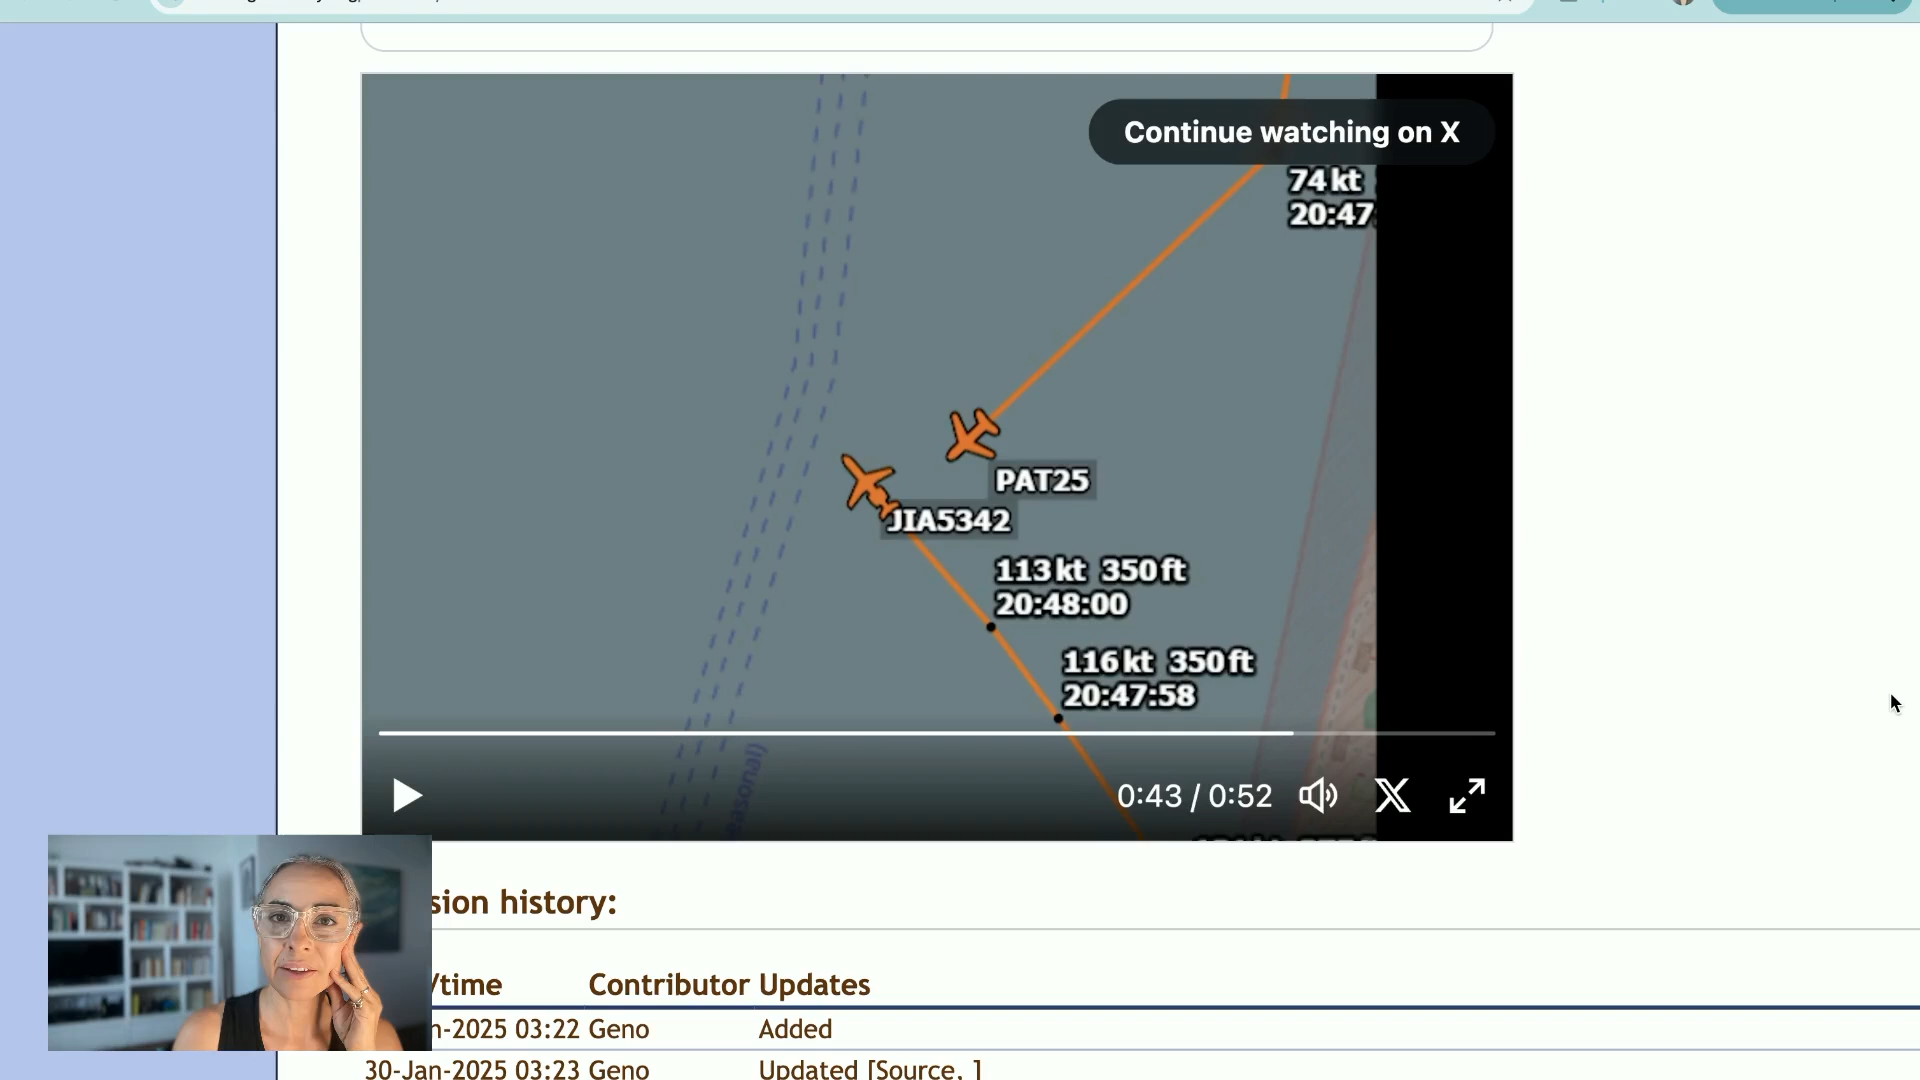 Continue watching on X
74 kt
20:47
PAT25
JIA5342
113 kt 350 ft
20:48:00
116 kt 350 ft
20:47:58
easonal)
0:43 / 0:52
sion history:
/time Contributor Updates
n-2025 03:22 Geno Added
30-Jan-2025 03:23 Geno Updated [Source, ]